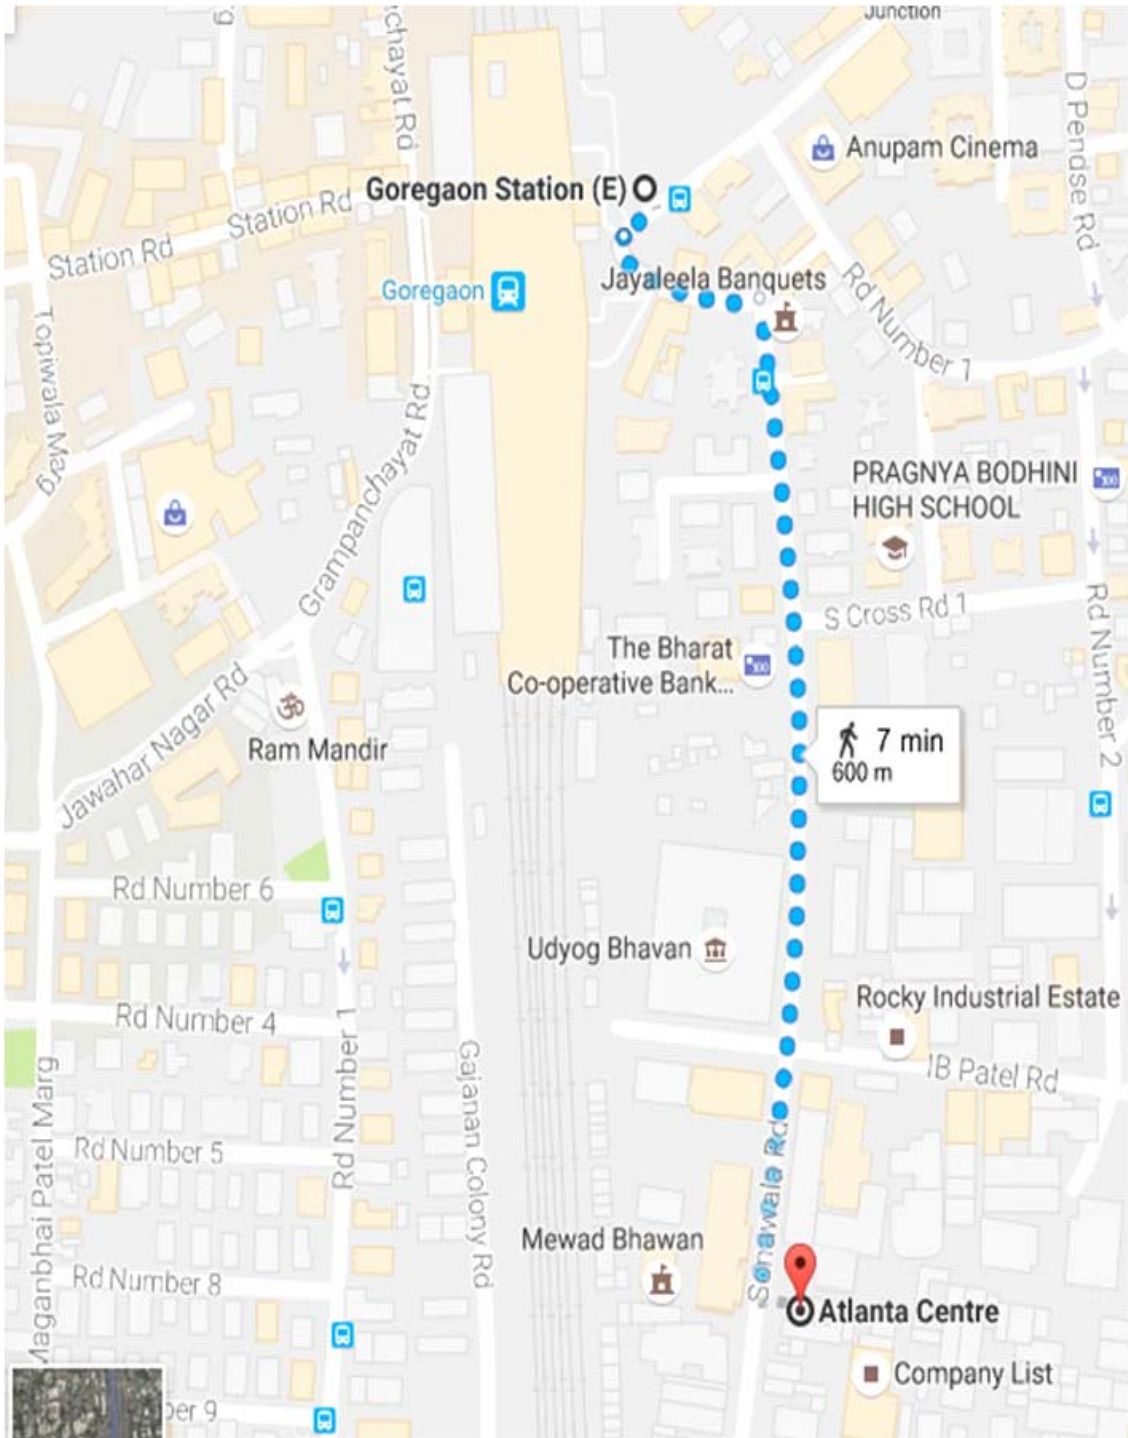 Junction
g
chayat Rd
D Pendse Rd
Anupam Cinema
Goregaon Station (E)
Station Rd
Station Rd
Goregaon
Jayaleela Banquets
Rd Number 1
Topiwala Marg
Grampanchayat Rd
PRAGNYA BODHINI
HIGH SCHOOL
100
S Cross Rd 1
Rd Number 2
The Bharat
Co-operative Bank...
100
ॐ
Ram Mandir
Jawahar Nagar Rd
7 min
600 m
Rd Number 6
Udyog Bhavan
Rocky Industrial Estate
Rd Number 4
Rd Number 1
IB Patel Rd
Gajanan Colony Rd
Maganbhai Patel Marg
Rd Number 5
Sonawala Rd
Mewad Bhawan
Rd Number 8
Atlanta Centre
Company List
ber 9